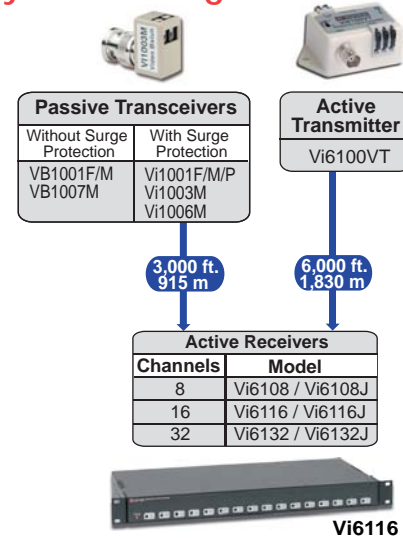 Vi1003M
Passive Transceivers
Without Surge Protection
With Surge Protection
VB1001F/M
VB1007M
Vi1001F/M/P
Vi1003M
Vi1006M
Active
Transmitter
Vi6100VT
3,000 ft.
915 m
6,000 ft.
1,830 m
Active Receivers
Channels Model
8 Vi6108 / Vi6108J
16 Vi6116 / Vi6116J
32 Vi6132 / Vi6132J
Vi6116